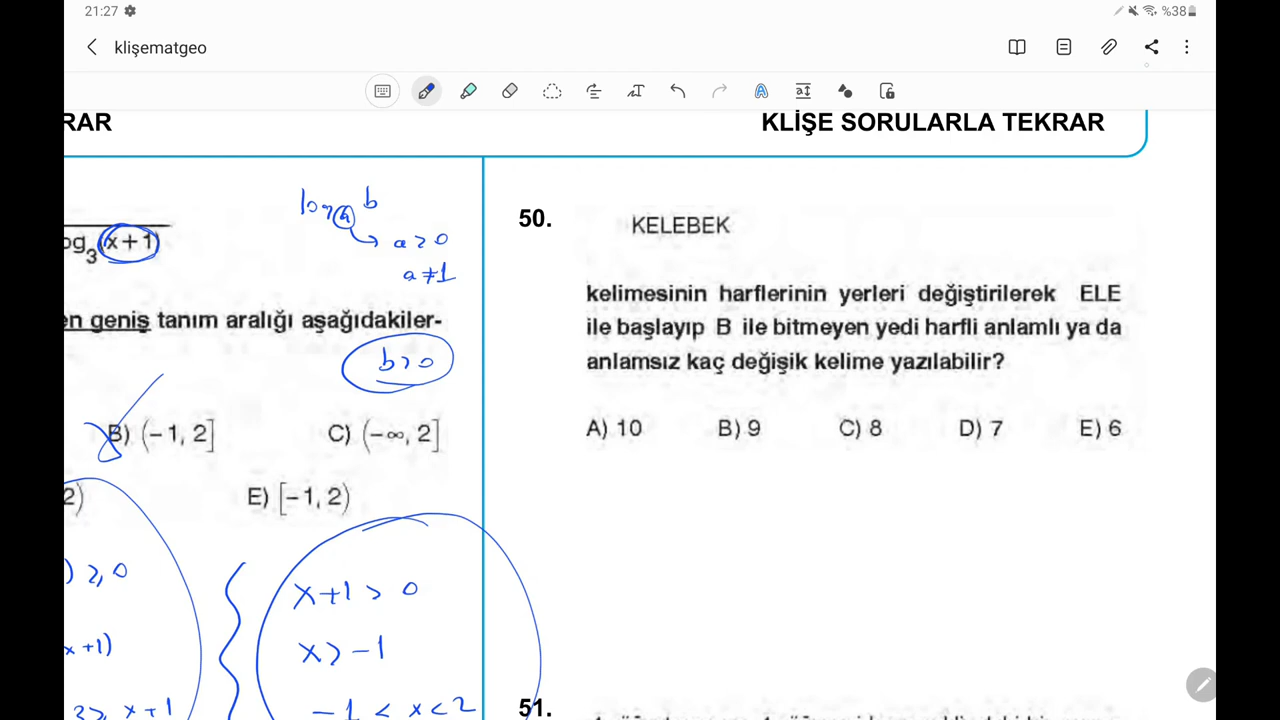 21:27
%38
klişematgeo
RAR
KLİŞE SORULARLA TEKRAR
log_a b
a > 0
a ≠ 1
og₃(x+1)
en geniş tanım aralığı aşağıdakiler-
b > 0
B) (−1, 2]
C) (−∞, 2]
2)
E) [−1, 2)
) ≥ 0
x+1 > 0
x +1)
x > −1
3 ≥ x+1
−1 < x < 2
50.
KELEBEK
kelimesinin harflerinin yerleri değiştirilerek ELE
ile başlayıp B ile bitmeyen yedi harfli anlamlı ya da
anlamsız kaç değişik kelime yazılabilir?
A) 10
B) 9
C) 8
D) 7
E) 6
51.